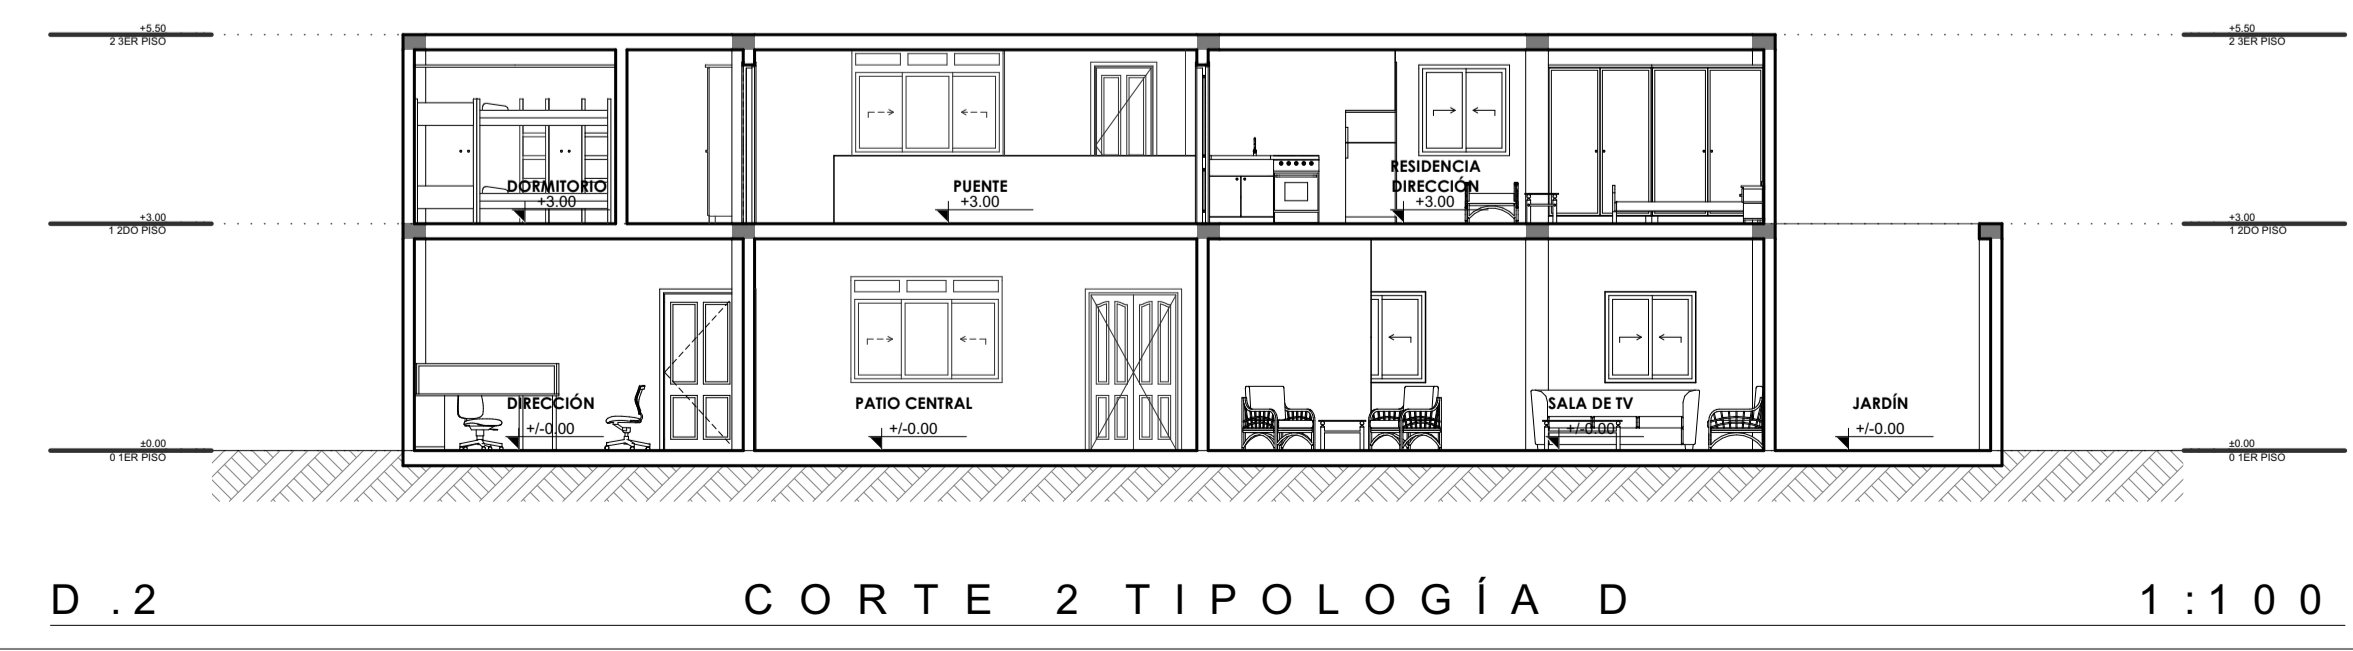 +5.50
2 3ER PISO
+5.50
2 3ER PISO
DORMITORIO
+3.00
PUENTE
+3.00
RESIDENCIA
DIRECCIÓN
+3.00
+3.00
1 2DO PISO
+3.00
1 2DO PISO
DIRECCIÓN
+/-0.00
PATIO CENTRAL
+/-0.00
SALA DE TV
+/-0.00
JARDÍN
+/-0.00
±0.00
0 1ER PISO
±0.00
0 1ER PISO
D .2
CORTE 2 TIPOLOGÍA D
1:100